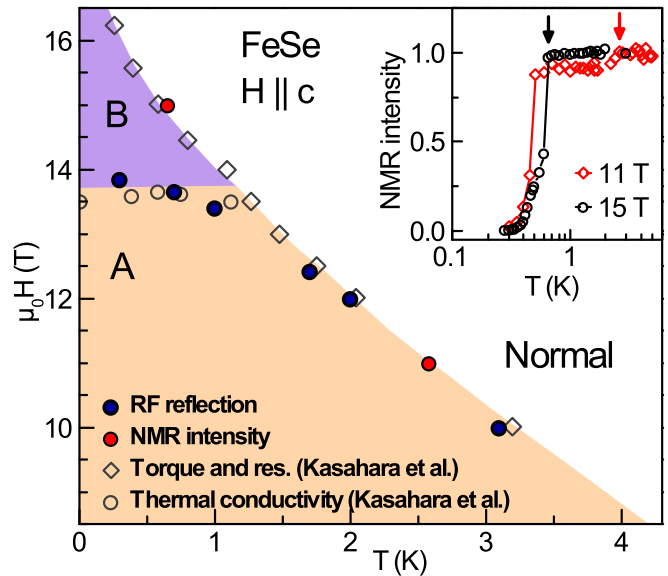 16
14
12
10
μ₀H (T)
0
1
2
3
4
T (K)
FeSe
H || c
B
A
Normal
RF reflection
NMR intensity
Torque and res. (Kasahara et al.)
Thermal conductivity (Kasahara et al.)
NMR intensity
1.0
0.5
0.0
0.1
1
T (K)
11 T
15 T